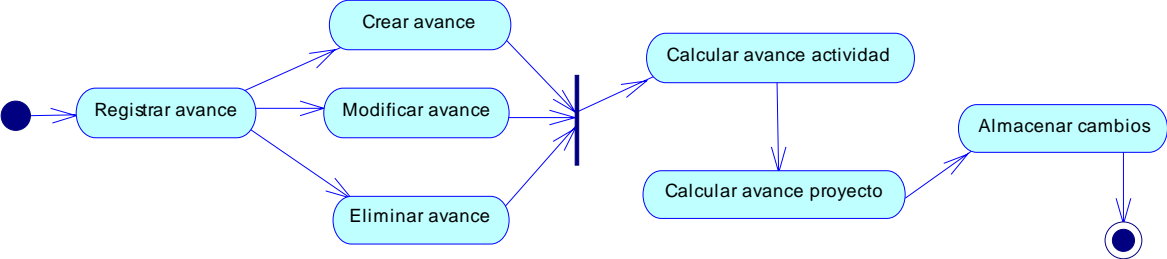 Crear avance
Registrar avance
Modificar avance
Eliminar avance
Calcular avance actividad
Calcular avance proyecto
Almacenar cambios